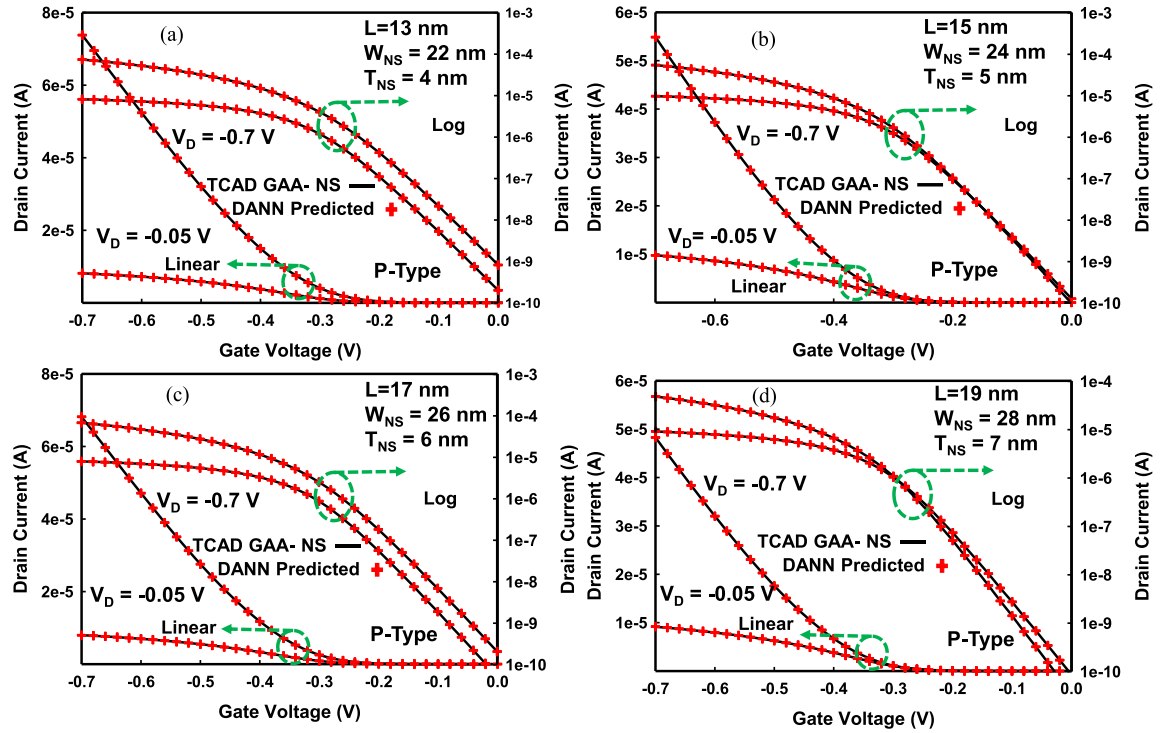 (a)
L=13 nm
W_NS = 22 nm
T_NS = 4 nm
Log
V_D = -0.7 V
TCAD GAA- NS
DANN Predicted
V_D = -0.05 V
Linear
P-Type
8e-5
6e-5
4e-5
2e-5
1e-3
1e-4
1e-5
1e-6
1e-7
1e-8
1e-9
1e-10
-0.7 -0.6 -0.5 -0.4 -0.3 -0.2 -0.1 0.0
Gate Voltage (V)
Drain Current (A)
Drain Current (A)
(b)
L=15 nm
W_NS = 24 nm
T_NS = 5 nm
Log
V_D = -0.7 V
TCAD GAA- NS
DANN Predicted
V_D= -0.05 V
Linear
P-Type
6e-5
5e-5
4e-5
3e-5
2e-5
1e-5
1e-3
1e-4
1e-5
1e-6
1e-7
1e-8
1e-9
1e-10
-0.6 -0.4 -0.2 0.0
Gate Voltage (V)
Drain Current (A)
Drain Current (A)
(c)
L=17 nm
W_NS = 26 nm
T_NS = 6 nm
Log
V_D = -0.7 V
TCAD GAA- NS
DANN Predicted
V_D = -0.05 V
Linear
P-Type
8e-5
6e-5
4e-5
2e-5
1e-3
1e-4
1e-5
1e-6
1e-7
1e-8
1e-9
1e-10
-0.7 -0.6 -0.5 -0.4 -0.3 -0.2 -0.1 0.0
Gate Voltage (V)
Drain Current (A)
Drain Current (A)
(d)
L=19 nm
W_NS = 28 nm
T_NS = 7 nm
Log
V_D = -0.7 V
TCAD GAA- NS
DANN Predicted
V_D = -0.05 V
Linear
P-Type
6e-5
5e-5
4e-5
3e-5
2e-5
1e-5
1e-4
1e-5
1e-6
1e-7
1e-8
1e-9
1e-10
-0.7 -0.6 -0.5 -0.4 -0.3 -0.2 -0.1 0.0
Gate Voltage (V)
Drain Current (A)
Drain Current (A)